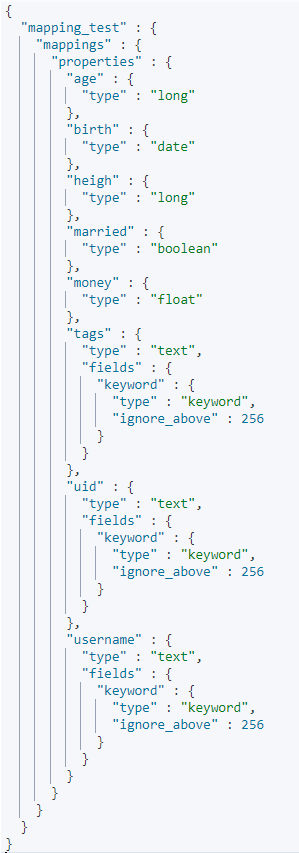 {
  "mapping_test" : {
    "mappings" : {
      "properties" : {
        "age" : {
          "type" : "long"
        },
        "birth" : {
          "type" : "date"
        },
        "heigh" : {
          "type" : "long"
        },
        "married" : {
          "type" : "boolean"
        },
        "money" : {
          "type" : "float"
        },
        "tags" : {
          "type" : "text",
          "fields" : {
            "keyword" : {
              "type" : "keyword",
              "ignore_above" : 256
            }
          }
        },
        "uid" : {
          "type" : "text",
          "fields" : {
            "keyword" : {
              "type" : "keyword",
              "ignore_above" : 256
            }
          }
        },
        "username" : {
          "type" : "text",
          "fields" : {
            "keyword" : {
              "type" : "keyword",
              "ignore_above" : 256
            }
          }
        }
      }
    }
  }
}